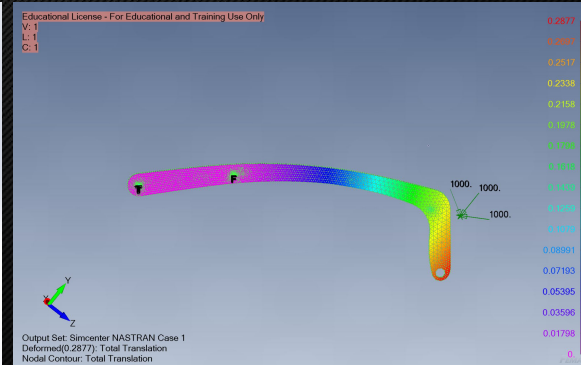 Educational License - For Educational and Training Use Only
V: 1
L: 1
C: 1
0.2877
0.2517
0.2338
0.2158
0.1978
0.08991
0.07193
0.05395
0.03596
0.01798
0.
1000.
1000.
1000.
T
F
Y
X
Z
Output Set: Simcenter NASTRAN Case 1
Deformed(0.2877): Total Translation
Nodal Contour: Total Translation